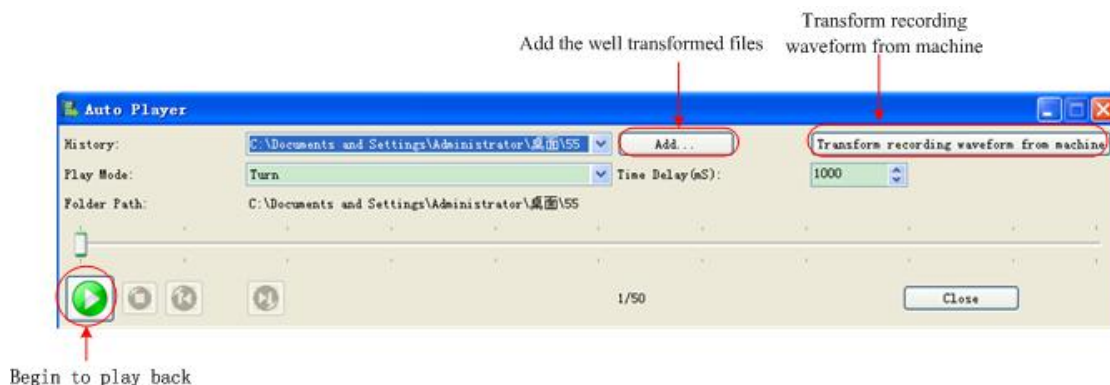 Transform recording
Add the well transformed files waveform from machine
Auto Player
History: C:\Documents and Settings\Administrator\桌面\55 Add... Transform recording waveform from machine
Play Mode: Turn Time Delay(mS): 1000
Folder Path: C:\Documents and Settings\Administrator\桌面\55
1/50 Close
Begin to play back